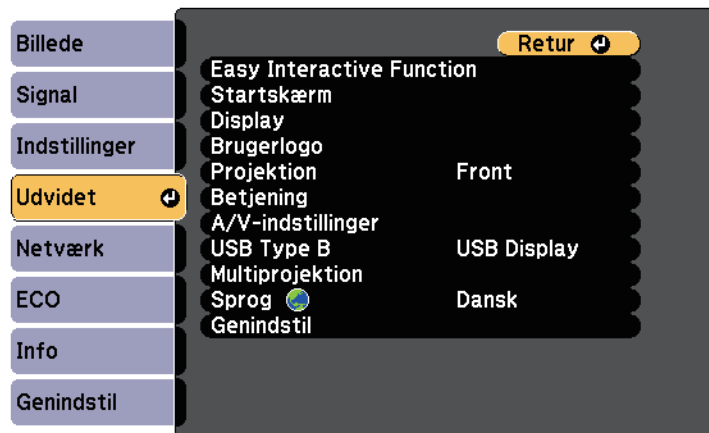 Billede
Signal
Indstillinger
Udvidet
Netværk
ECO
Info
Genindstil
Retur
Easy Interactive Function
Startskærm
Display
Brugerlogo
Projektion Front
Betjening
A/V-indstillinger
USB Type B USB Display
Multiprojektion
Sprog Dansk
Genindstil